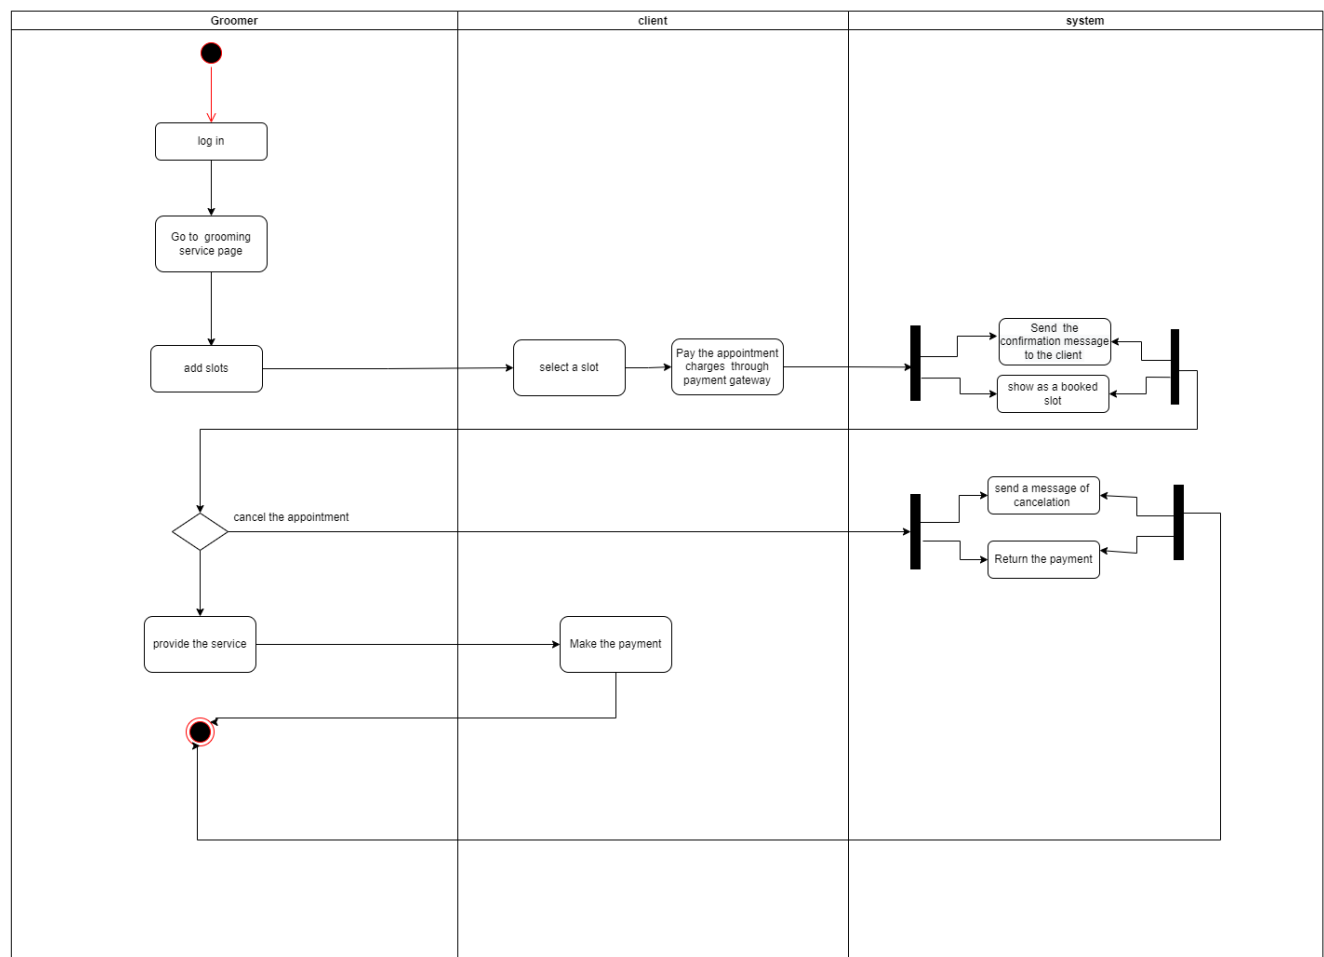 Groomer
client
system
log in
Go to grooming
service page
add slots
select a slot
Pay the appointment
charges through
payment gateway
Send the
confirmation message
to the client
show as a booked
slot
cancel the appointment
send a message of
cancelation
Return the payment
provide the service
Make the payment